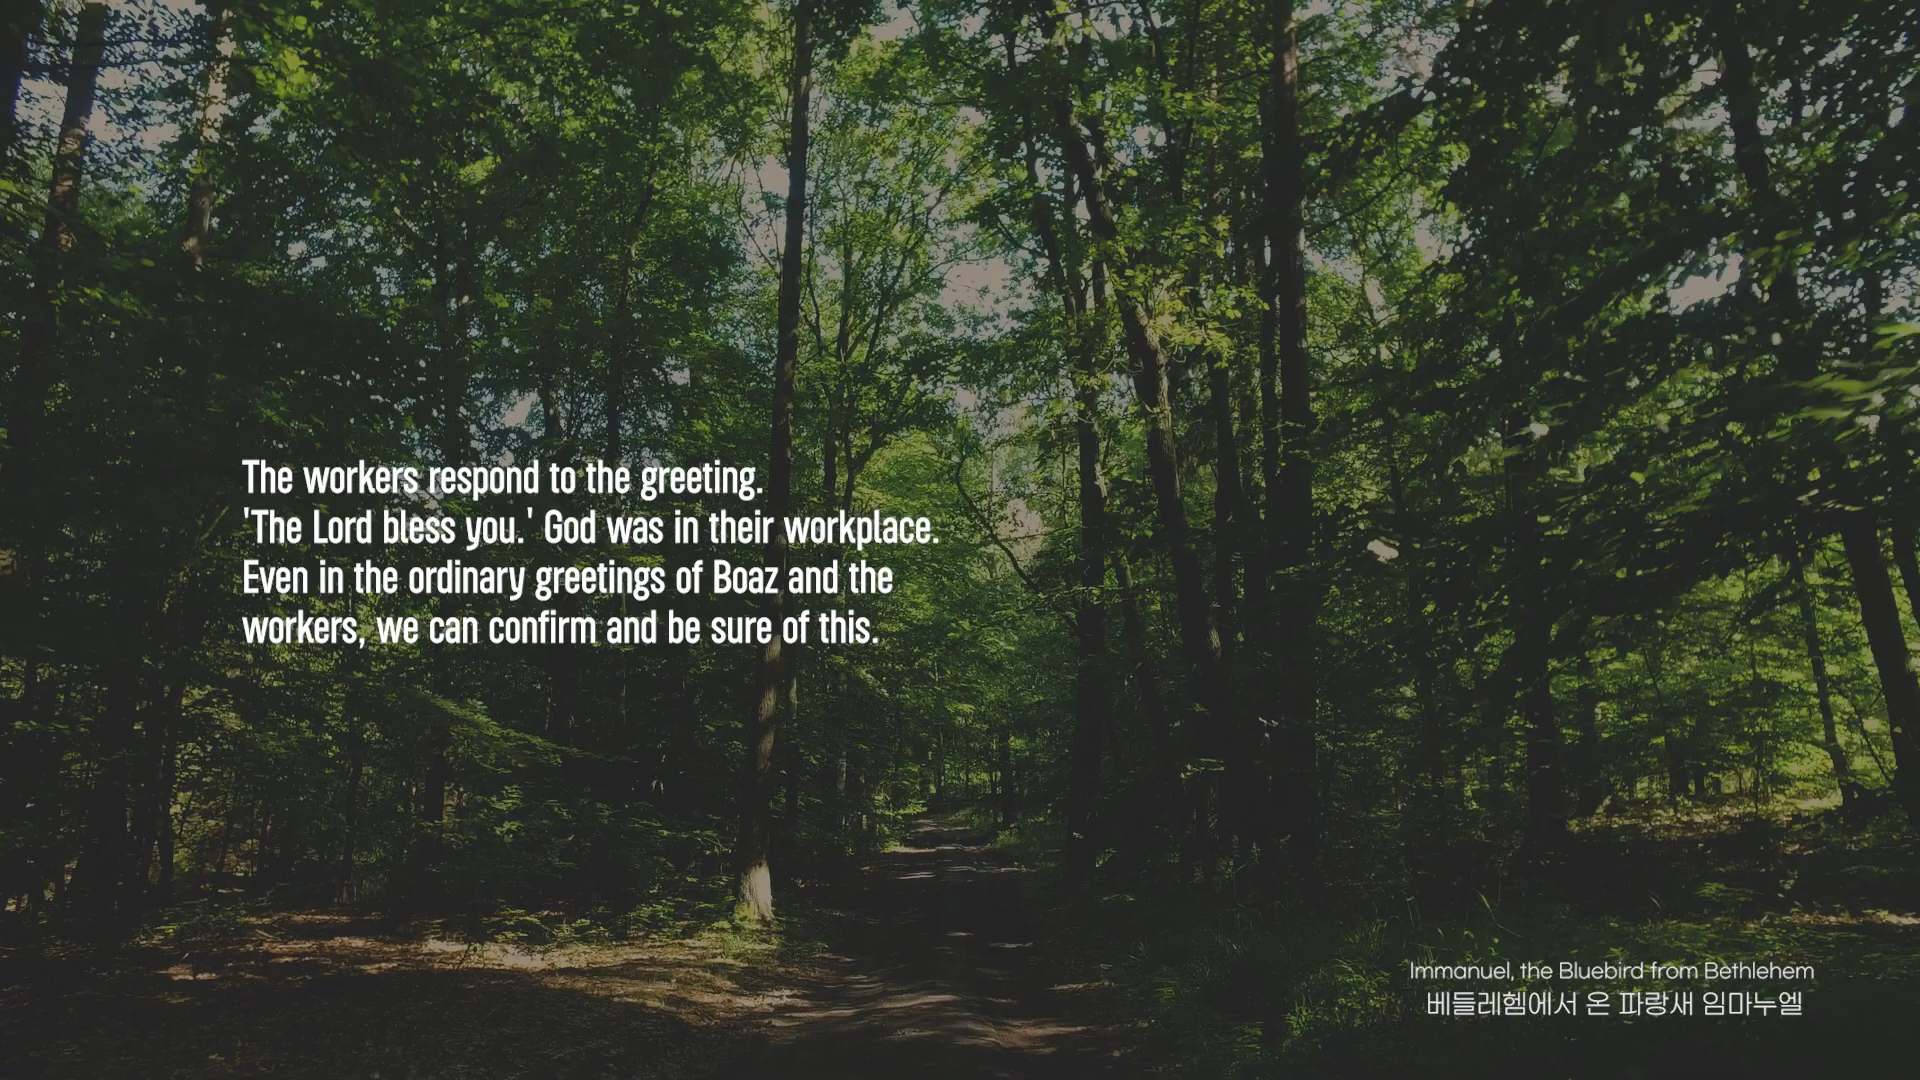 The workers respond to the greeting.
'The Lord bless you.' God was in their workplace.
Even in the ordinary greetings of Boaz and the
workers, we can confirm and be sure of this.
Immanuel, the Bluebird from Bethlehem
베들레헴에서 온 파랑새 임마누엘